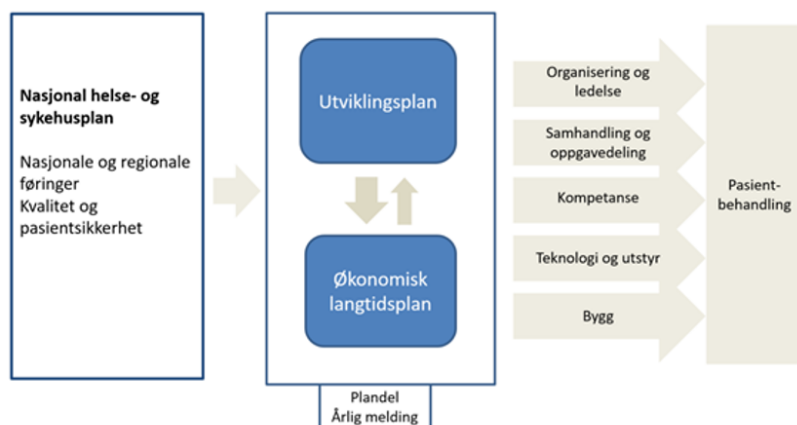 Nasjonal helse- og
sykehusplan
Nasjonale og regionale
føringer
Kvalitet og
pasientsikkerhet
Utviklingsplan
Økonomisk
langtidsplan
Plandel
Årlig melding
Organisering og
ledelse
Samhandling og
oppgavedeling
Kompetanse
Teknologi og utstyr
Bygg
Pasient-
behandling